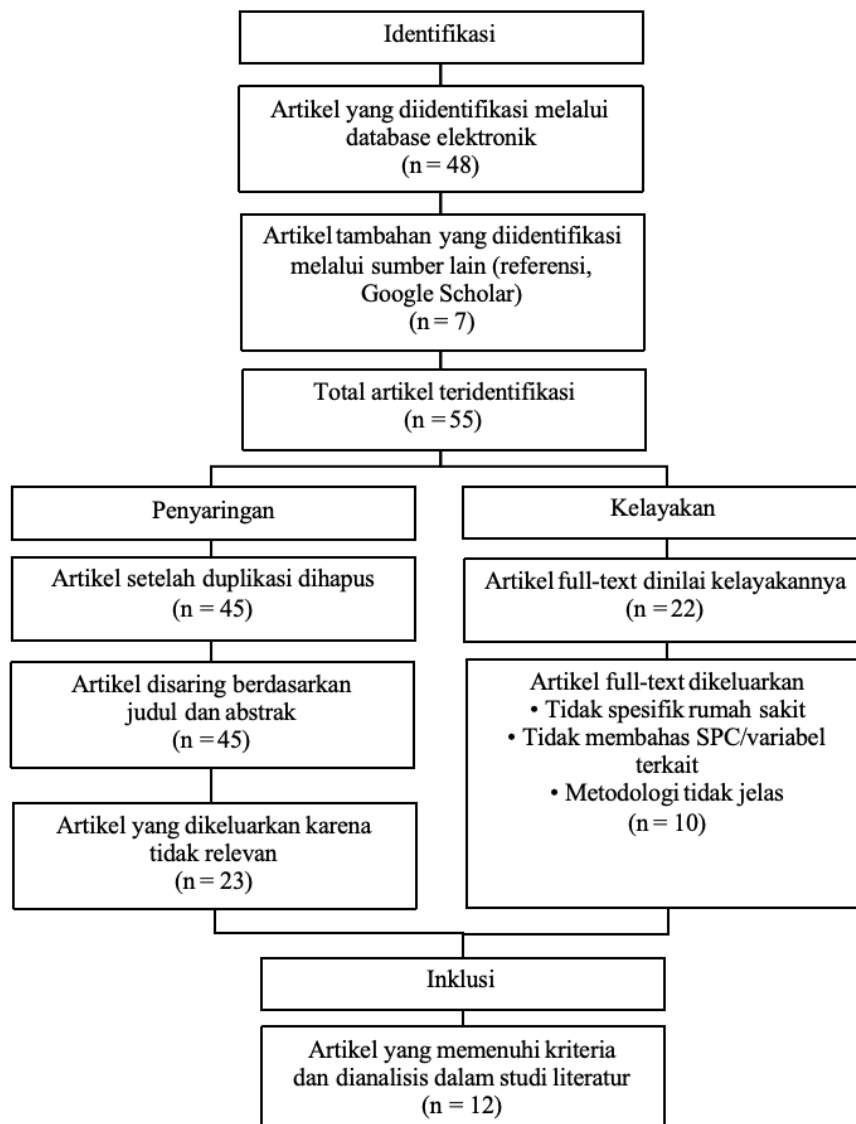 Identifikasi
Artikel yang diidentifikasi melalui
database elektronik
(n = 48)
Artikel tambahan yang diidentifikasi
melalui sumber lain (referensi,
Google Scholar)
(n = 7)
Total artikel teridentifikasi
(n = 55)
Penyaringan
Artikel setelah duplikasi dihapus
(n = 45)
Artikel disaring berdasarkan
judul dan abstrak
(n = 45)
Artikel yang dikeluarkan karena
tidak relevan
(n = 23)
Kelayakan
Artikel full-text dinilai kelayakannya
(n = 22)
Artikel full-text dikeluarkan
• Tidak spesifik rumah sakit
• Tidak membahas SPC/variabel
terkait
• Metodologi tidak jelas
(n = 10)
Inklusi
Artikel yang memenuhi kriteria
dan dianalisis dalam studi literatur
(n = 12)